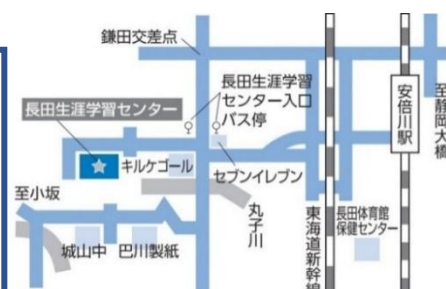 鎌田交差点
長田生涯学習
センター入口
バス停
長田生涯学習センター
安倍川駅
至静岡大橋
キルケゴール
セブンイレブン
至小坂
丸子川
東海道新幹線
長田体育館
保健センター
城山中
巴川製紙